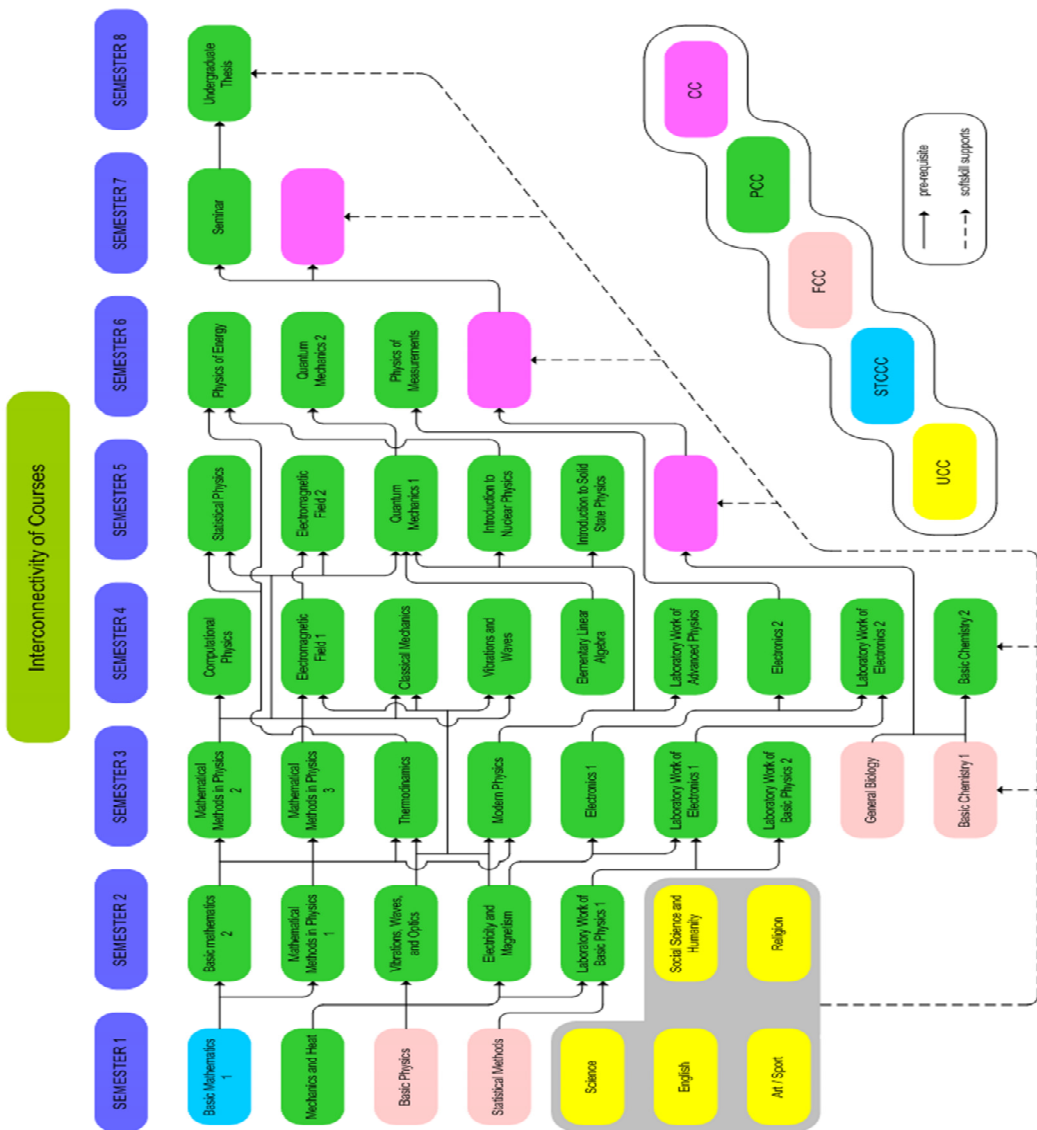 Interconnectivity of Courses
SEMESTER 1
SEMESTER 2
SEMESTER 3
SEMESTER 4
SEMESTER 5
SEMESTER 6
SEMESTER 7
SEMESTER 8
Basic Mathematics
1
Mechanics and Heat
Basic Physics
Statistical Methods
Science
English
Art / Sport
Basic mathematics
2
Mathematical
Methods in Physics
1
Vibrations, Waves,
and Optics
Electricity and
Magnetism
Laboratory Work of
Basic Physics 1
Social Science and
Humanity
Religion
Mathematical
Methods in Physics
2
Mathematical
Methods in Physics
3
Thermodinamics
Modern Physics
Electronics 1
Laboratory Work of
Electronics 1
Laboratory Work of
Basic Physics 2
General Biology
Basic Chemistry 1
Computational
Physics
Electromagnetic
Field 1
Classical Mechanics
Vibrations and
Waves
Elementary Linear
Algebra
Laboratory Work of
Advanced Physics
Electronics 2
Laboratory Work of
Electronics 2
Basic Chemistry 2
Statistical Physics
Electromagnetic
Field 2
Quantum
Mechanics 1
Introduction to
Nuclear Physics
Introduction to Solid
State Physics
Physics of Energy
Quantum
Mechanics 2
Physics of
Measurements
Seminar
Undergraduate
Thesis
UCC
STCCC
FCC
PCC
CC
pre-requisite
softskill supports